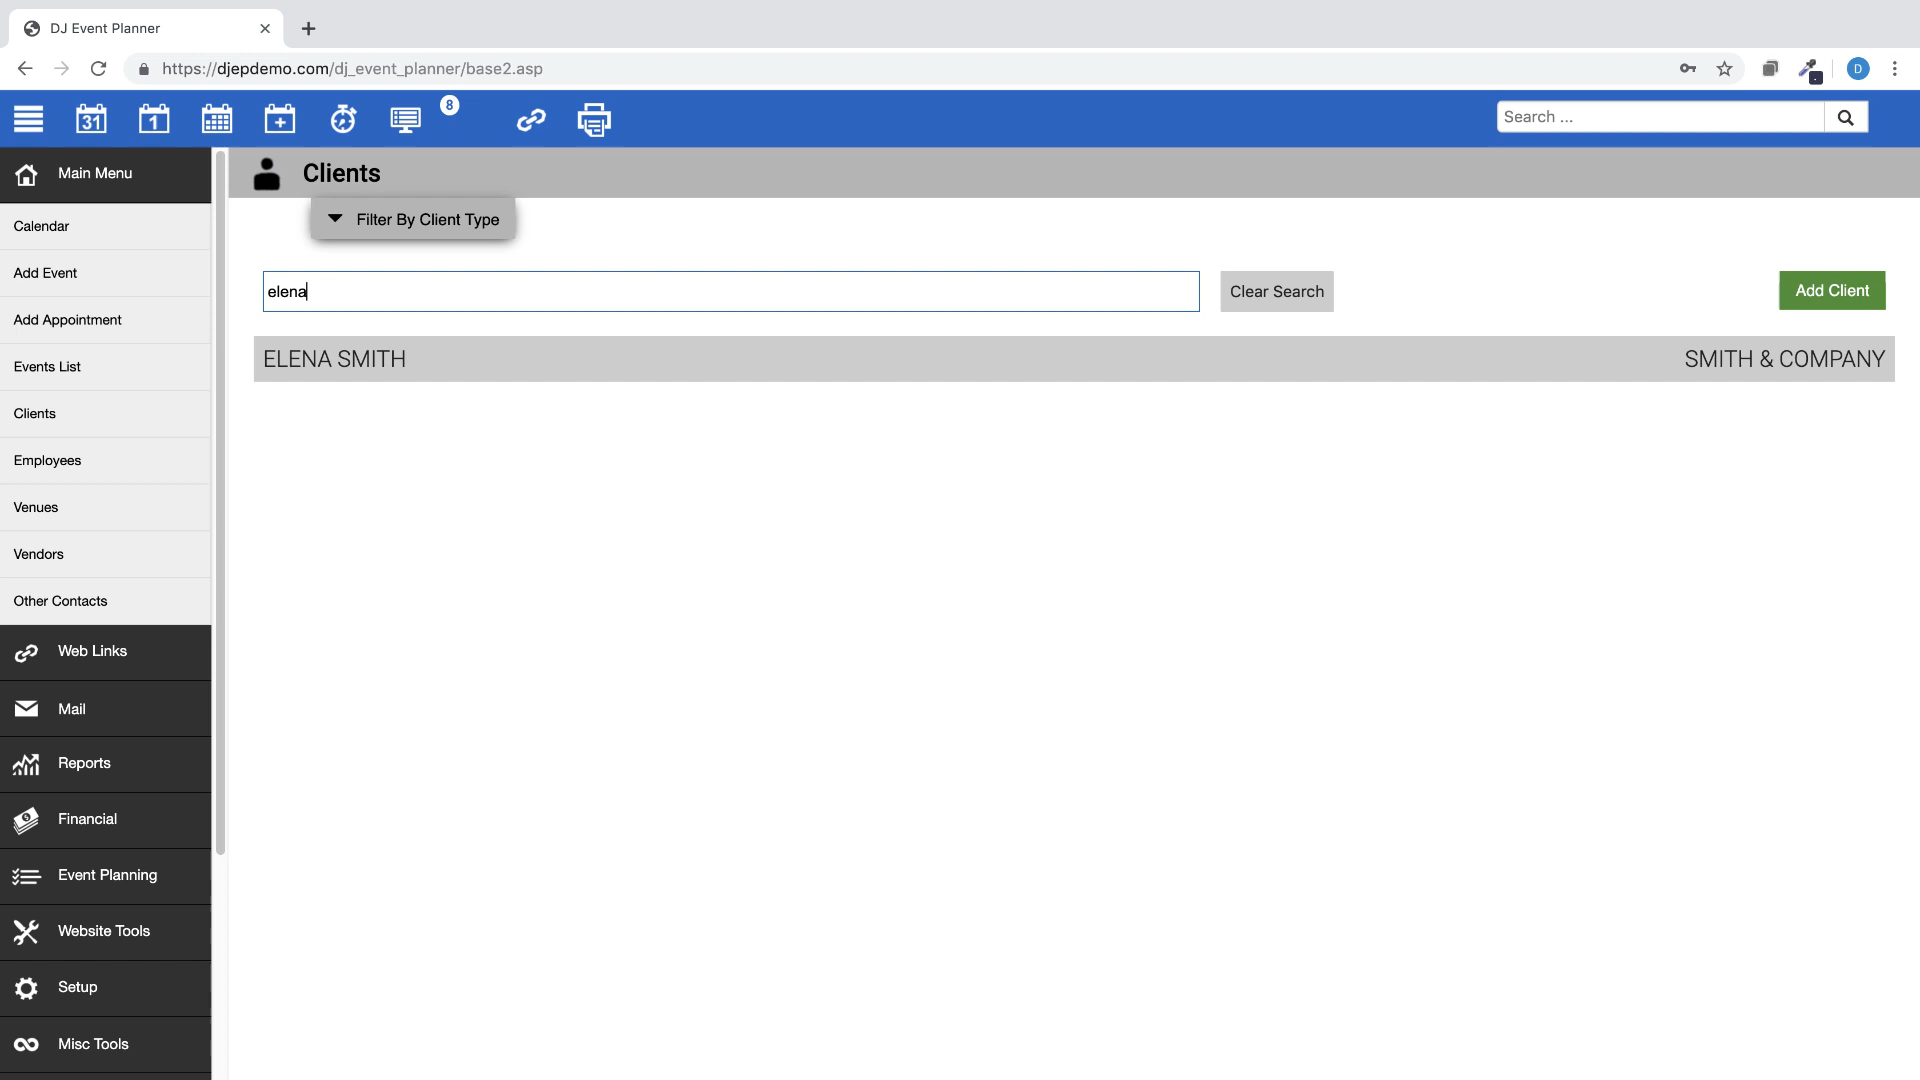 DJ Event Planner
https://djepdemo.com/dj_event_planner/base2.asp
D
31
1
8
Search ...
Main Menu
Calendar
Add Event
Add Appointment
Events List
Clients
Employees
Venues
Vendors
Other Contacts
Web Links
Mail
Reports
Financial
Event Planning
Website Tools
Setup
Misc Tools
Clients
Filter By Client Type
elena
Clear Search
Add Client
ELENA SMITH
SMITH & COMPANY